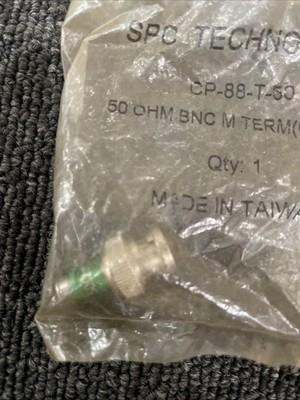 SPC TECHNO
CP-88-T-50
50 OHM BNC M TERM(
Qty: 1
MADE IN TAIWA